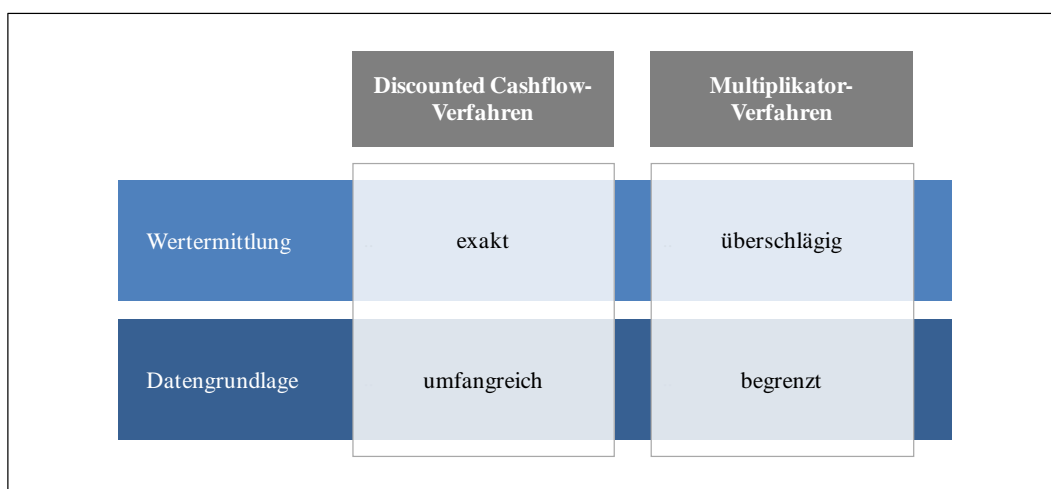 Discounted Cashflow-
Verfahren
Multiplikator-
Verfahren
Wertermittlung
exakt
überschlägig
Datengrundlage
umfangreich
begrenzt